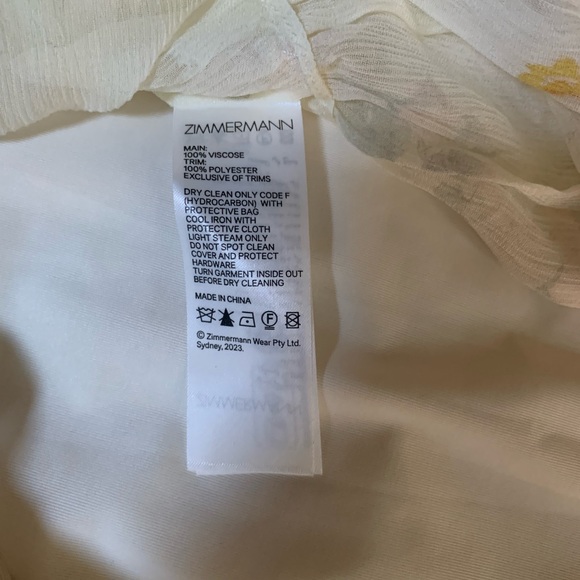 ZIMMERMANN
MAIN:
100% VISCOSE
TRIM:
100% POLYESTER
EXCLUSIVE OF TRIMS
DRY CLEAN ONLY CODE F
(HYDROCARBON) WITH
PROTECTIVE BAG
COOL IRON WITH
PROTECTIVE CLOTH
LIGHT STEAM ONLY
DO NOT SPOT CLEAN
COVER AND PROTECT
HARDWARE
TURN GARMENT INSIDE OUT
BEFORE DRY CLEANING
MADE IN CHINA
F
© Zimmermann Wear Pty Ltd.
Sydney, 2023.
ZIMMERMANN